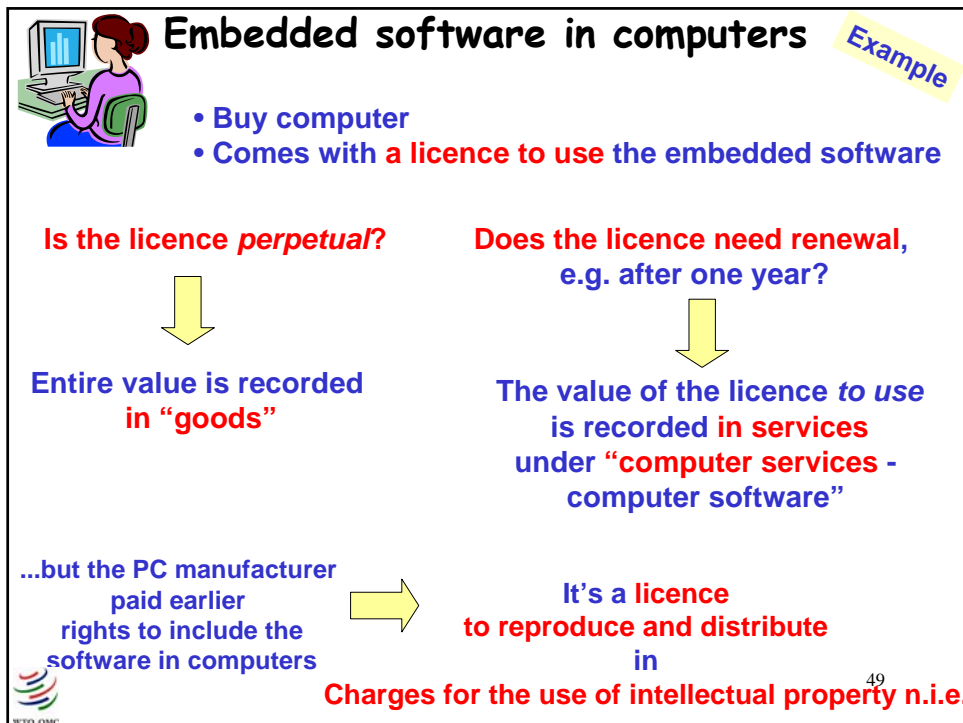 Embedded software in computers
Example
• Buy computer
• Comes with a licence to use the embedded software
Is the licence perpetual?
Does the licence need renewal,
e.g. after one year?
Entire value is recorded
in “goods”
The value of the licence to use
is recorded in services
under “computer services -
computer software”
...but the PC manufacturer
paid earlier
rights to include the
software in computers
It’s a licence
to reproduce and distribute
in
Charges for the use of intellectual property n.i.e.
49
WTO OMC